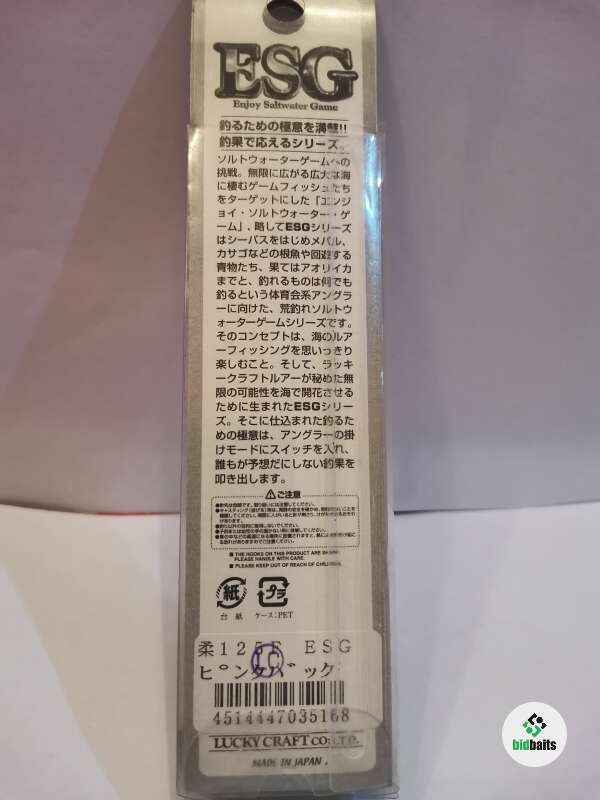 ESG
Enjoy Saltwater Game
釣るための極意を満載!!
釣果で応えるシリーズ。
ソルトウォーターゲームへの
挑戦。無限に広がる広大な海
に棲むゲームフィッシュたち
をターゲットにした「エンジ
ョイ・ソルトウォーター・ゲ
ーム」、略してESGシリーズ
はシーバスをはじめメバル、
カサゴなどの根魚や回遊する
青物たち、果てはアオリイカ
までと、釣れるものは何でも
釣るという体育会系アングラ
ーに向けた、荒釣れソルトウ
ォーターゲームシリーズです。
そのコンセプトは、海のルア
ーフィッシングを思いっきり
楽しむこと。そして、ラッキ
ークラフトルアーが秘めた無
限の可能性を海で開花させる
ために生まれたESGシリー
ズ。そこに仕込まれた釣るた
めの極意は、アングラーの掛
けモードにスイッチを入れ、
誰もが予想だにしない釣果を
叩き出します。
ご注意
■ THE HOOKS ON THIS PRODUCT ARE SHARP.
PLEASE HANDLE WITH CARE.
■ PLEASE KEEP OUT OF REACH OF CHILDREN.
紙 プラ
台 紙 ケース:PET
柔125F ESG
ピンクバック
LC
4514447035168
LUCKY CRAFT CO.,LTD.
MADE IN JAPAN .
bidbaits